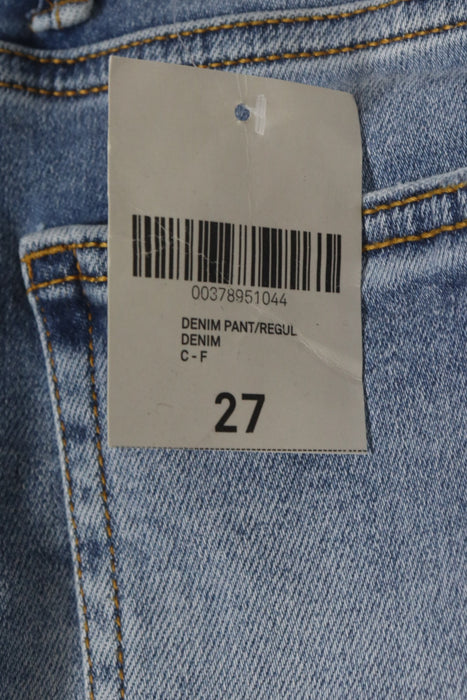 00378951044
DENIM PANT/REGUL
DENIM
C - F
27